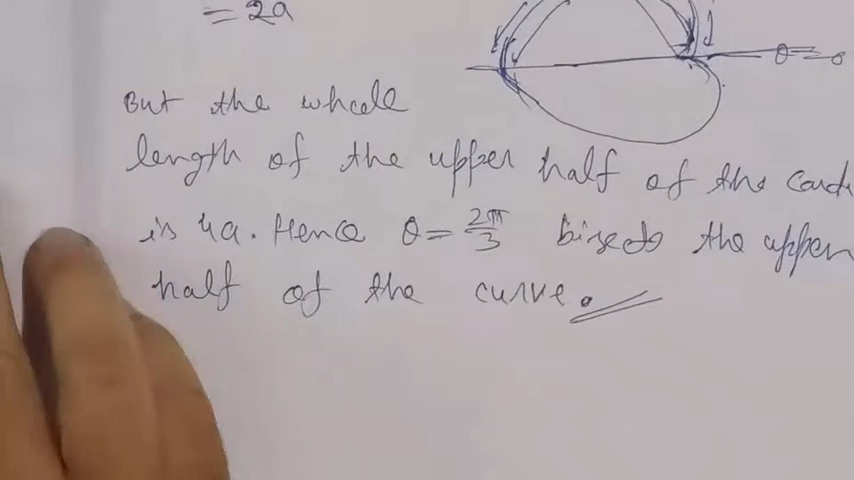 = 2a
θ = 0
But the whole
length of the upper half of the Card
is 4a. Hence θ = 2π/3 bisects the upper
half of the curve.